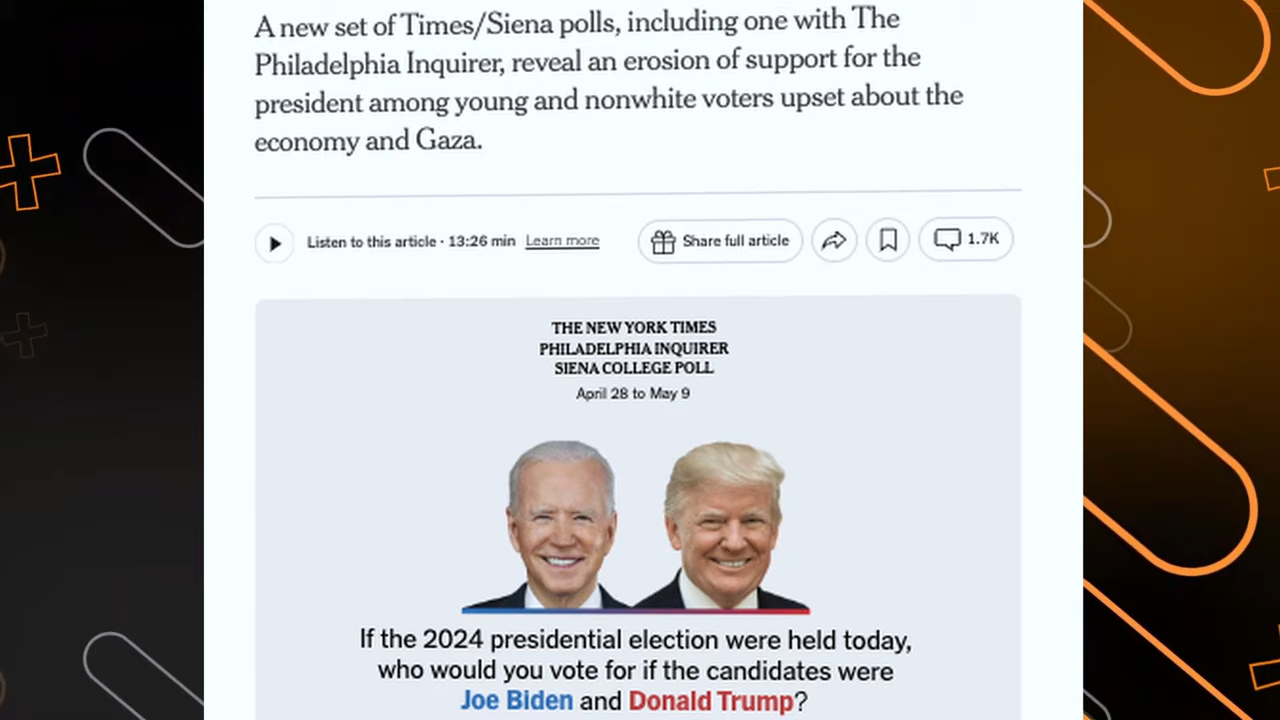 A new set of Times/Siena polls, including one with The
Philadelphia Inquirer, reveal an erosion of support for the
president among young and nonwhite voters upset about the
economy and Gaza.
Listen to this article · 13:26 min Learn more
Share full article
1.7K
THE NEW YORK TIMES
PHILADELPHIA INQUIRER
SIENA COLLEGE POLL
April 28 to May 9
If the 2024 presidential election were held today,
who would you vote for if the candidates were
Joe Biden and Donald Trump?